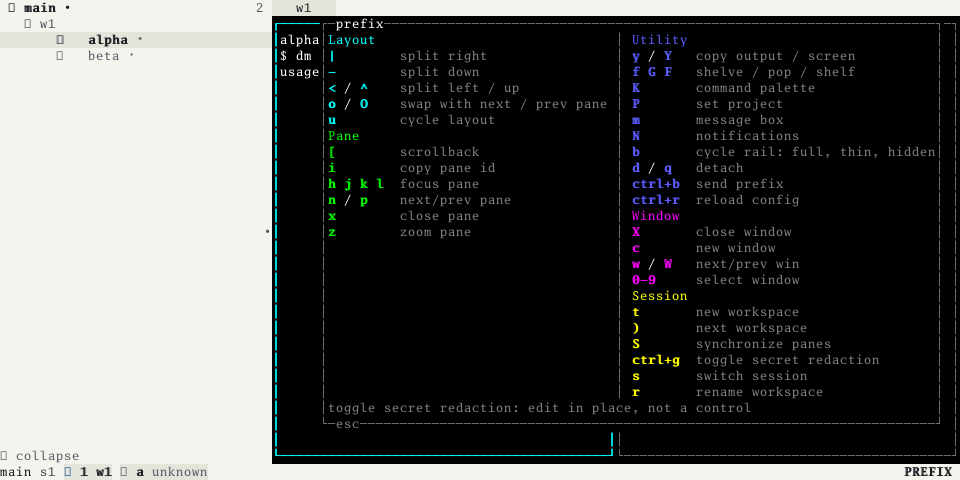 main • 2 w1
w1 prefix
alpha • alpha Layout Utility
beta • $ dm | split right y / Y copy output / screen
usage — split down f G F shelve / pop / shelf
< / ^ split left / up K command palette
o / O swap with next / prev pane P set project
u cycle layout m message box
Pane N notifications
[ scrollback b cycle rail: full, thin, hidden
i copy pane id d / q detach
h j k l focus pane ctrl+b send prefix
n / p next/prev pane ctrl+r reload config
x close pane Window
z zoom pane X close window
c new window
w / W next/prev win
0-9 select window
Session
t new workspace
) next workspace
S synchronize panes
ctrl+g toggle secret redaction
s switch session
r rename workspace
toggle secret redaction: edit in place, not a control
esc
collapse
main s1 1 w1 a unknown PREFIX